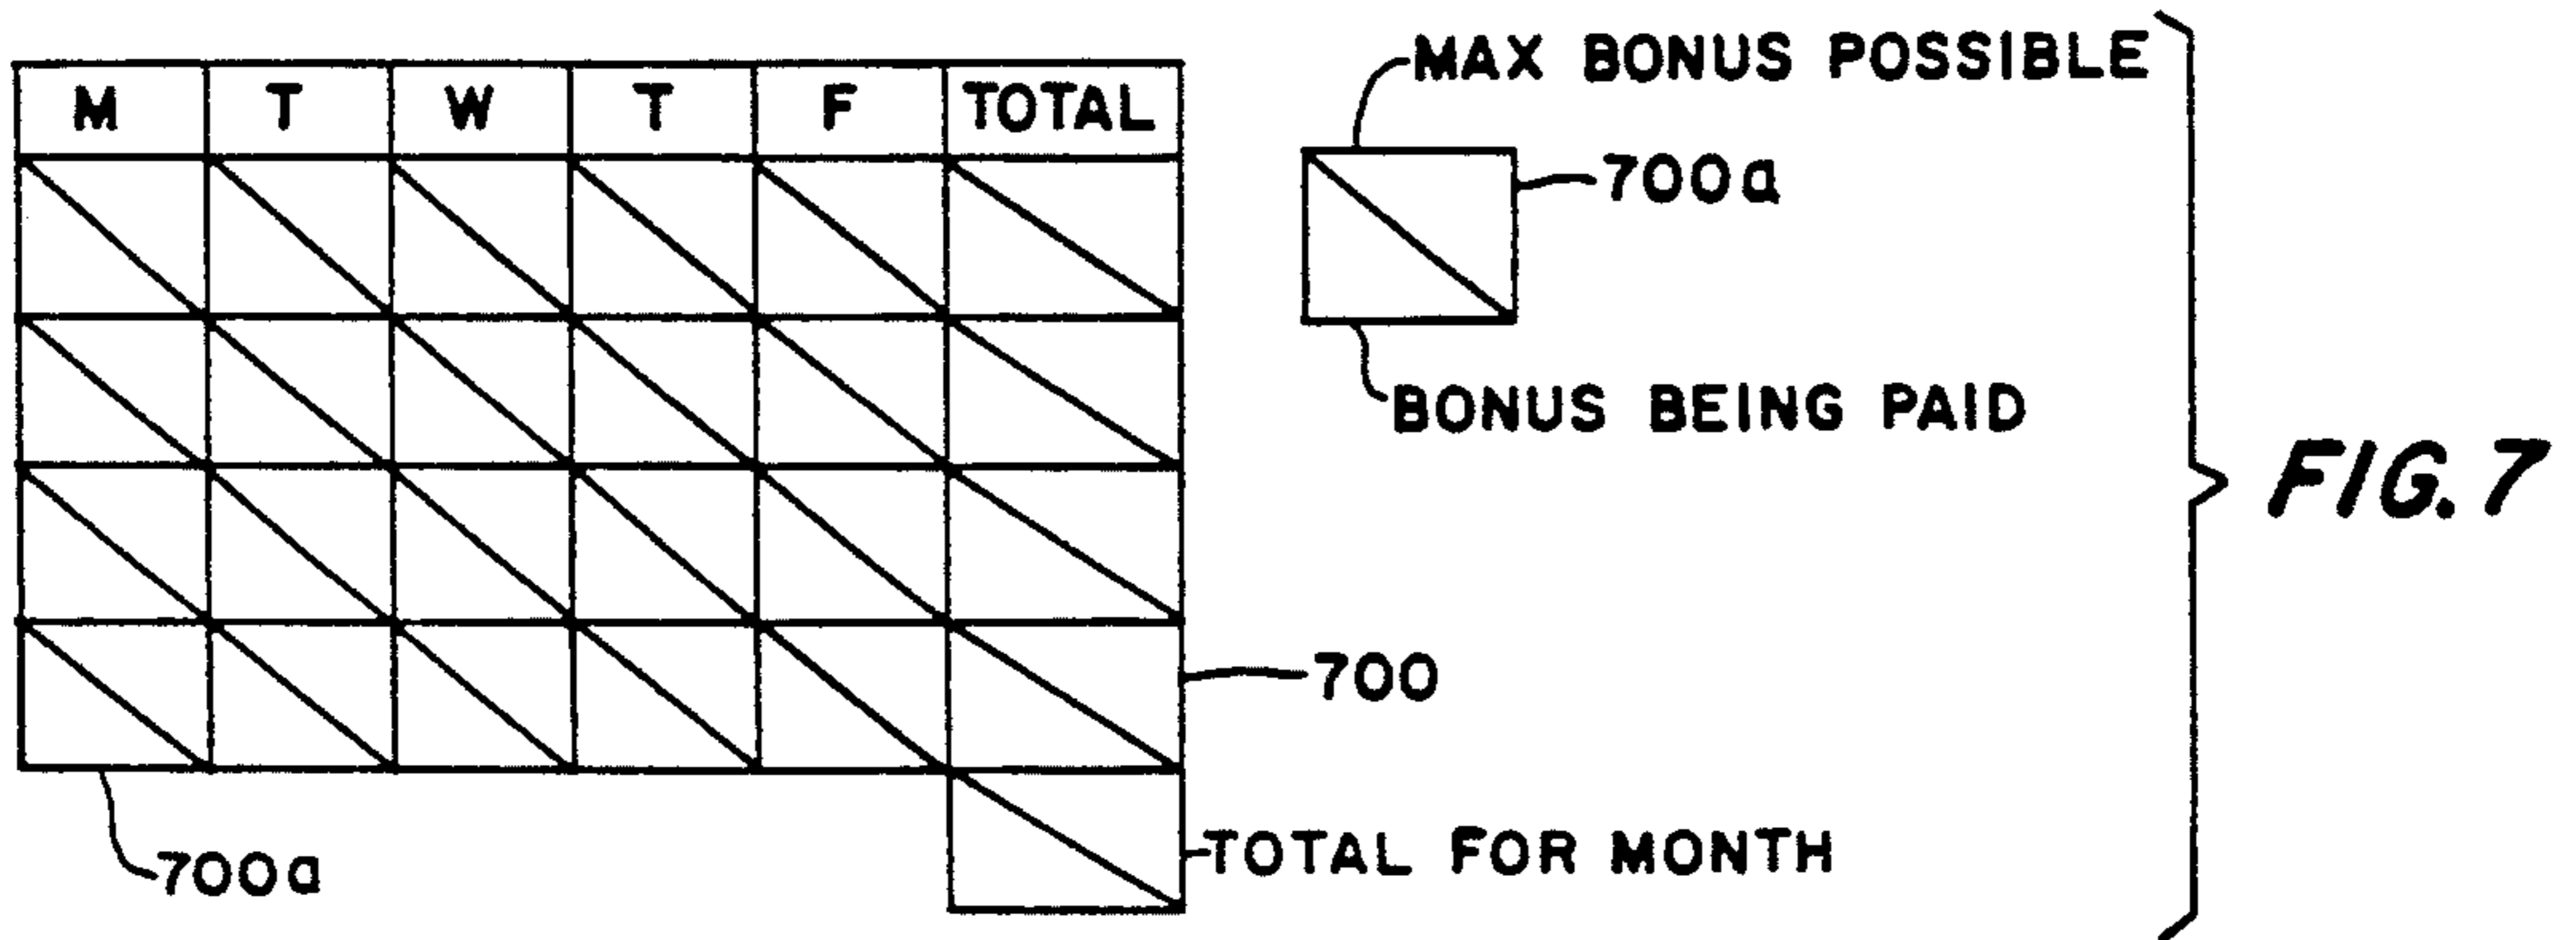 M T W T F TOTAL
MAX BONUS POSSIBLE
700a
BONUS BEING PAID
FIG. 7
700
TOTAL FOR MONTH
700a